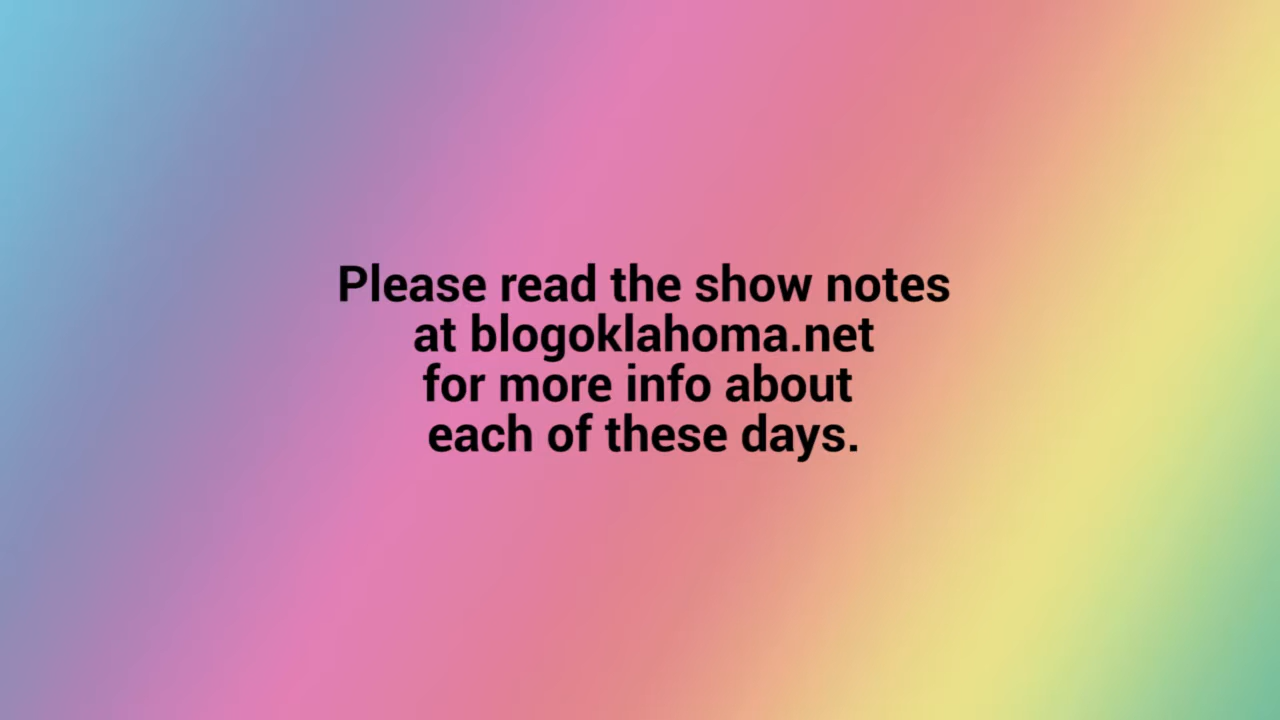 Please read the show notes
at blogoklahoma.net
for more info about
each of these days.